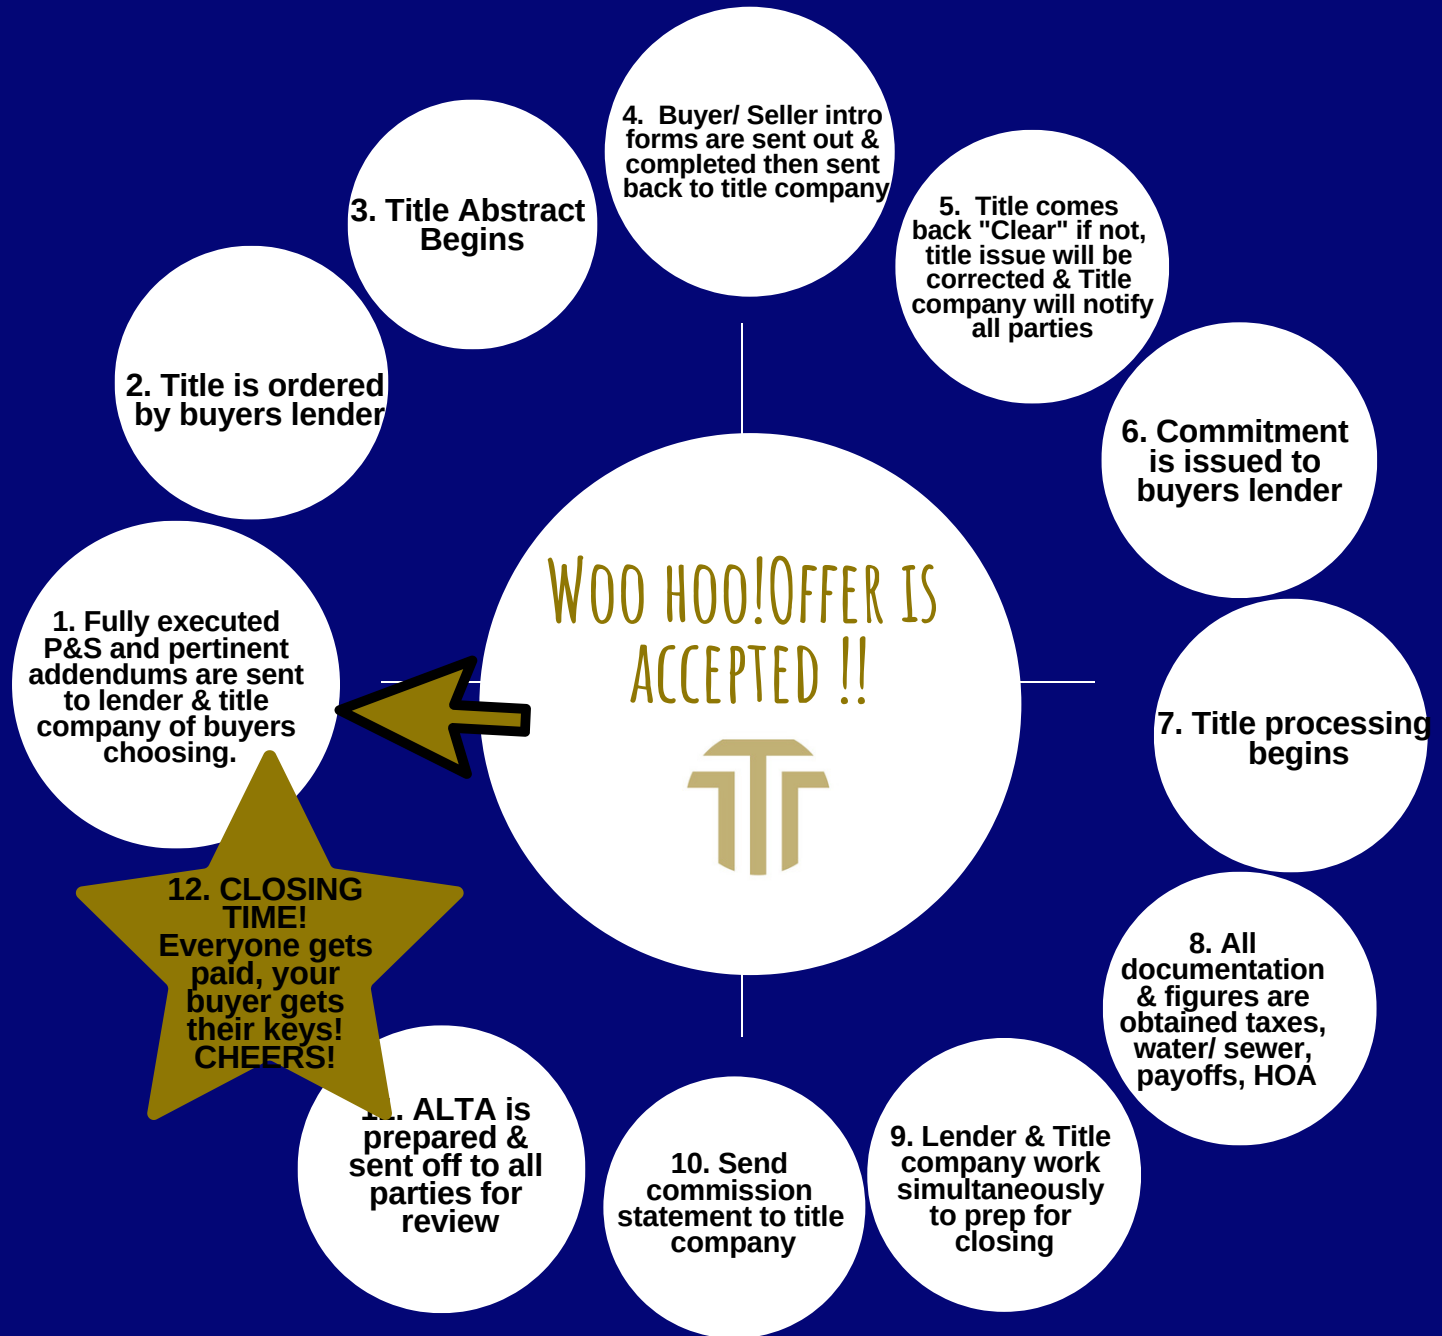 Woo hoo!Offer is
accepted !!
1. Fully executed
P&S and pertinent
addendums are sent
to lender & title
company of buyers
choosing.
2. Title is ordered
by buyers lender
3. Title Abstract
Begins
4. Buyer/ Seller intro
forms are sent out &
completed then sent
back to title company
5. Title comes
back "Clear" if not,
title issue will be
corrected & Title
company will notify
all parties
6. Commitment
is issued to
buyers lender
7. Title processing
begins
8. All
documentation
& figures are
obtained taxes,
water/ sewer,
payoffs, HOA
9. Lender & Title
company work
simultaneously
to prep for
closing
10. Send
commission
statement to title
company
11. ALTA is
prepared &
sent off to all
parties for
review
12. CLOSING
TIME!
Everyone gets
paid, your
buyer gets
their keys!
CHEERS!